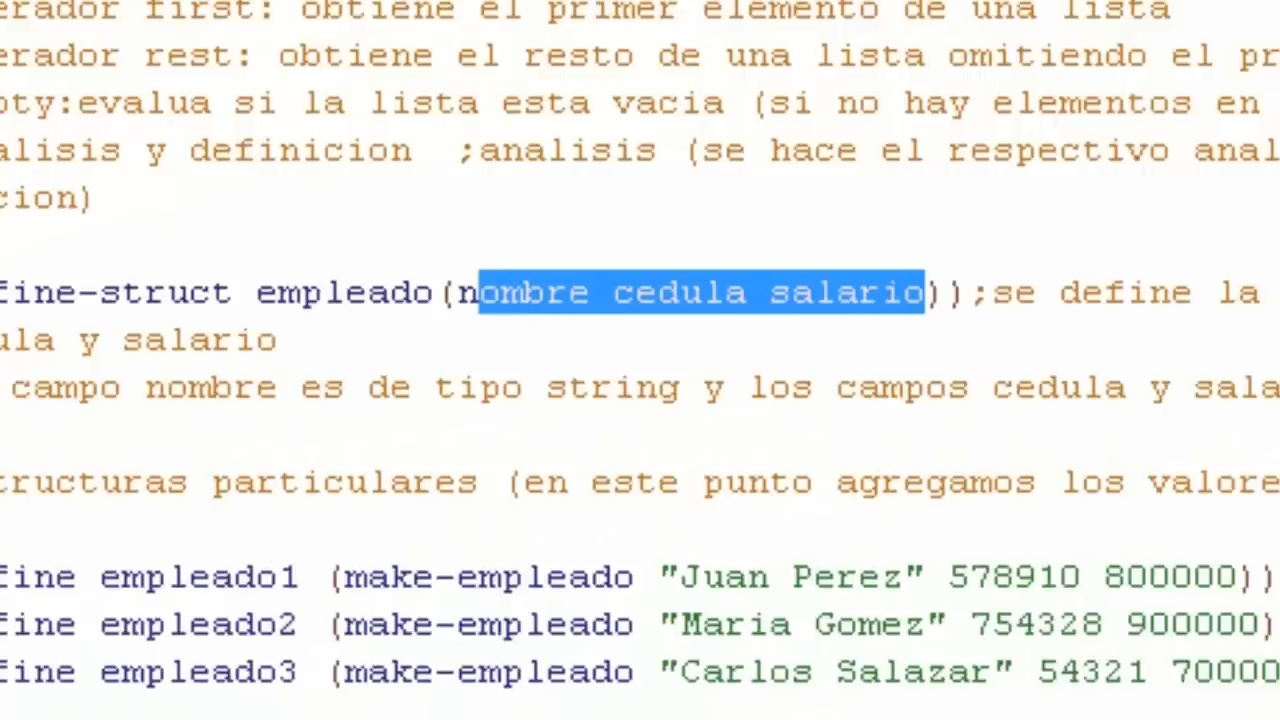 erador first: obtiene el primer elemento de una lista
erador rest: obtiene el resto de una lista omitiendo el pr
pty:evalua si la lista esta vacia (si no hay elementos en
alisis y definicion ;analisis (se hace el respectivo anal
cion)
fine-struct empleado(nombre cedula salario));se define la
ula y salario
campo nombre es de tipo string y los campos cedula y sala
tructuras particulares (en este punto agregamos los valore
fine empleado1 (make-empleado "Juan Perez" 578910 800000))
fine empleado2 (make-empleado "Maria Gomez" 754328 900000)
fine empleado3 (make-empleado "Carlos Salazar" 54321 70000